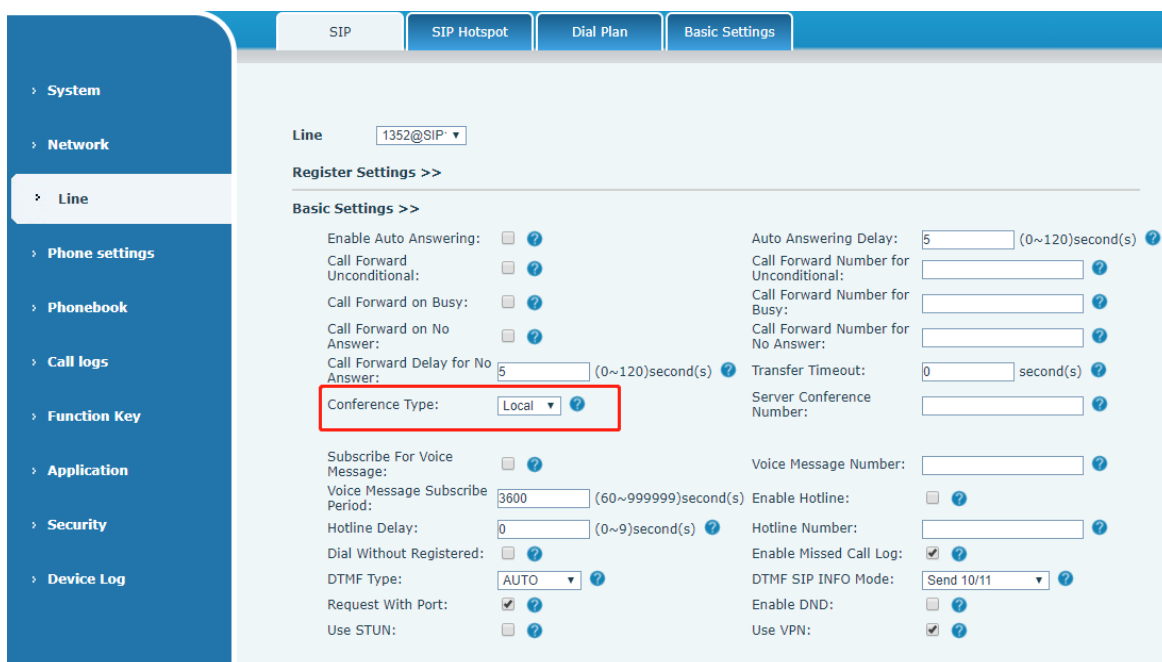 SIP
SIP Hotspot
Dial Plan
Basic Settings
› System
› Network
Line
› Phone settings
› Phonebook
› Call logs
› Function Key
› Application
› Security
› Device Log
Line 1352@SIP
Register Settings >>
Basic Settings >>
Enable Auto Answering: ?
Auto Answering Delay: 5 (0~120)second(s) ?
Call Forward
Unconditional: ?
Call Forward Number for
Unconditional: ?
Call Forward on Busy: ?
Call Forward Number for
Busy: ?
Call Forward on No
Answer: ?
Call Forward Number for
No Answer: ?
Call Forward Delay for No
Answer: 5 (0~120)second(s) ?
Transfer Timeout: 0 second(s) ?
Conference Type: Local ?
Server Conference
Number: ?
Subscribe For Voice
Message: ?
Voice Message Number: ?
Voice Message Subscribe
Period: 3600 (60~999999)second(s)
Enable Hotline: ?
Hotline Delay: 0 (0~9)second(s) ?
Hotline Number: ?
Dial Without Registered: ?
Enable Missed Call Log: ?
DTMF Type: AUTO ?
DTMF SIP INFO Mode: Send 10/11 ?
Request With Port: ?
Enable DND: ?
Use STUN: ?
Use VPN: ?